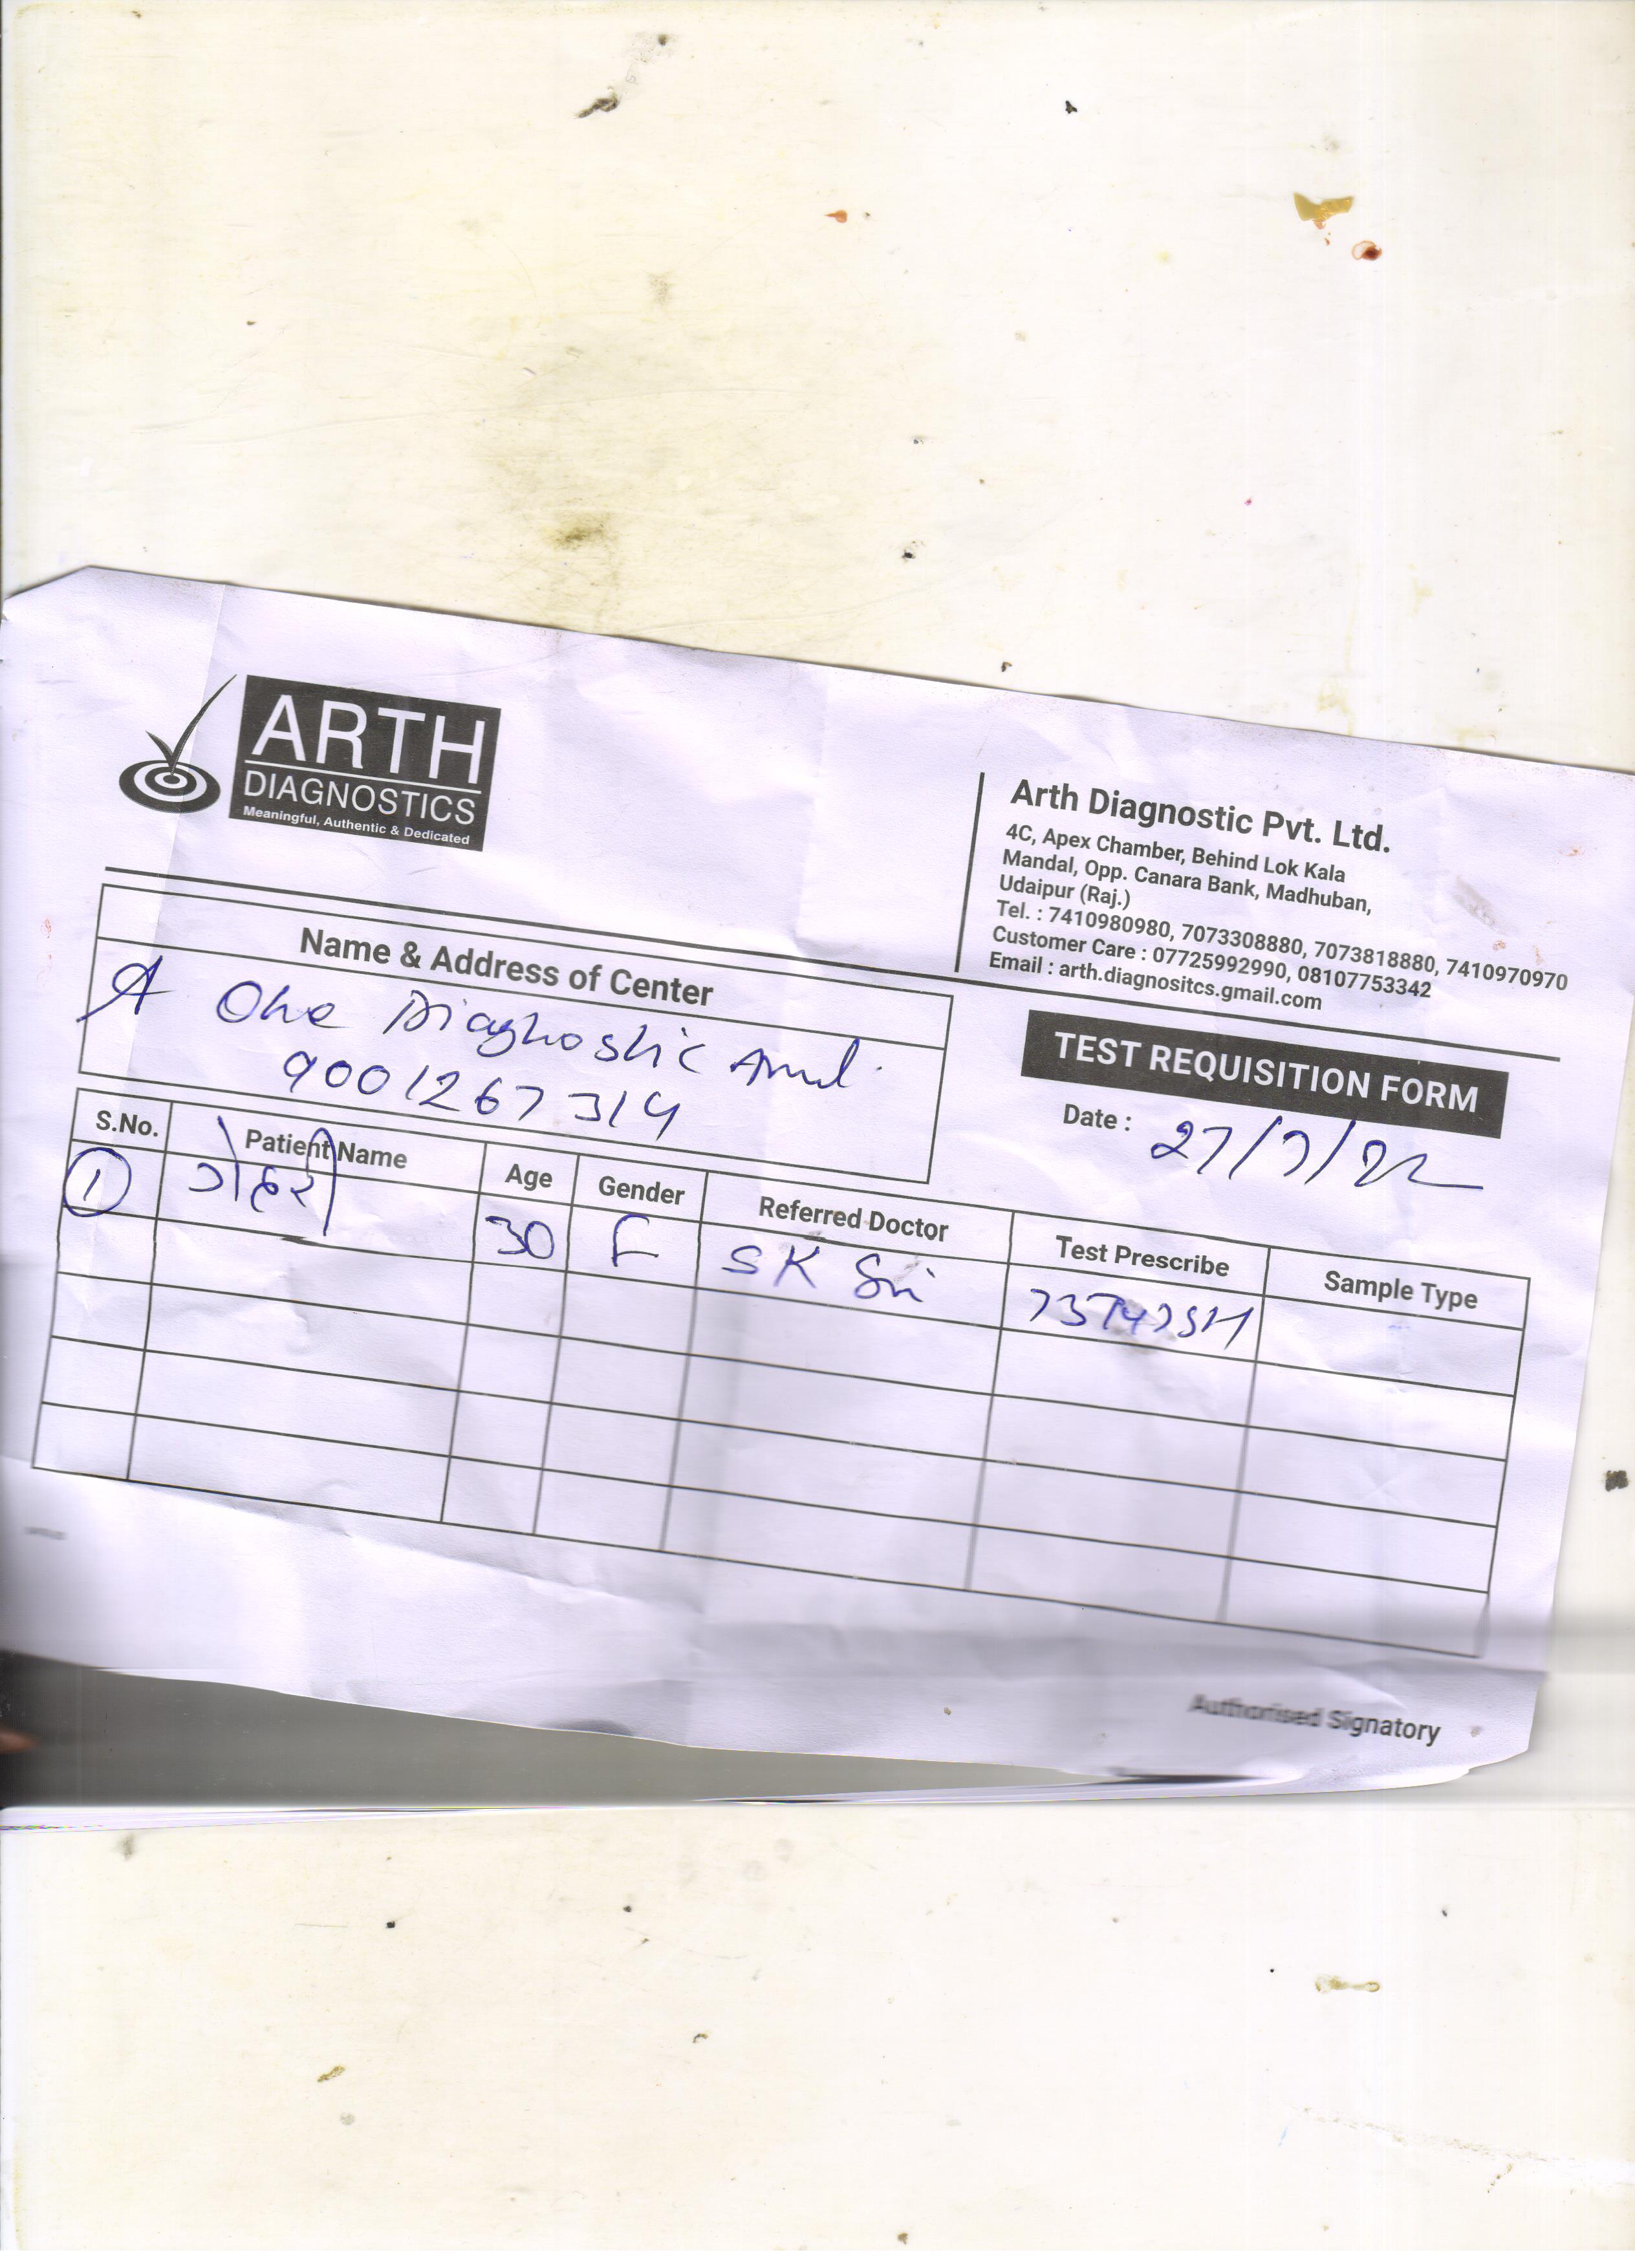 ARTH
DIAGNOSTICS
Meaningful, Authentic & Dedicated
Arth Diagnostic Pvt. Ltd.
4C, Apex Chamber, Behind Lok Kala
Mandal, Opp. Canara Bank, Madhuban,
Udaipur (Raj.)
Tel. : 7410980980, 7073308880, 7073818880, 7410970970
Customer Care : 07725992990, 08107753342
Email : arth.diagnositcs.gmail.com
Name & Address of Center
A One Diagnostic
9001267314
TEST REQUISITION FORM
Date : 27/7/22
S.No. Patient Name Age Gender Referred Doctor Test Prescribe Sample Type
1 30 F SK
Authorised Signatory